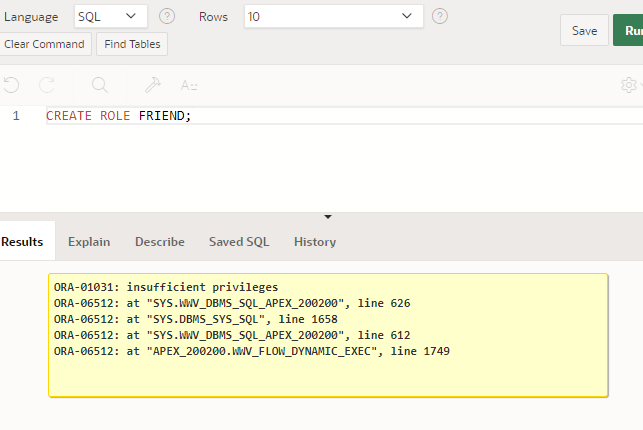 Language SQL Rows 10
Save
Clear Command Find Tables
1 CREATE ROLE FRIEND;
Results Explain Describe Saved SQL History
ORA-01031: insufficient privileges
ORA-06512: at "SYS.WWV_DBMS_SQL_APEX_200200", line 626
ORA-06512: at "SYS.DBMS_SYS_SQL", line 1658
ORA-06512: at "SYS.WWV_DBMS_SQL_APEX_200200", line 612
ORA-06512: at "APEX_200200.WWV_FLOW_DYNAMIC_EXEC", line 1749